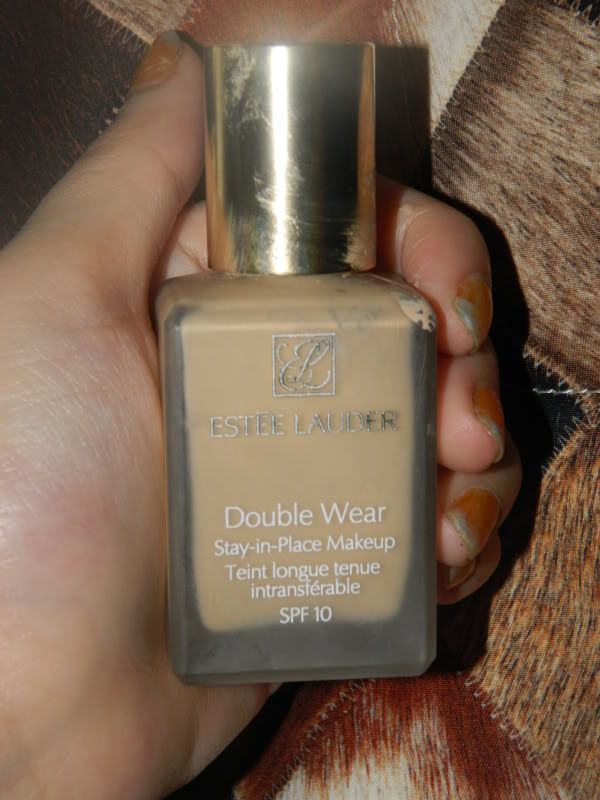 ESTĒE LAUDER
Double Wear
Stay-in-Place Makeup
Teint longue tenue
intransférable
SPF 10